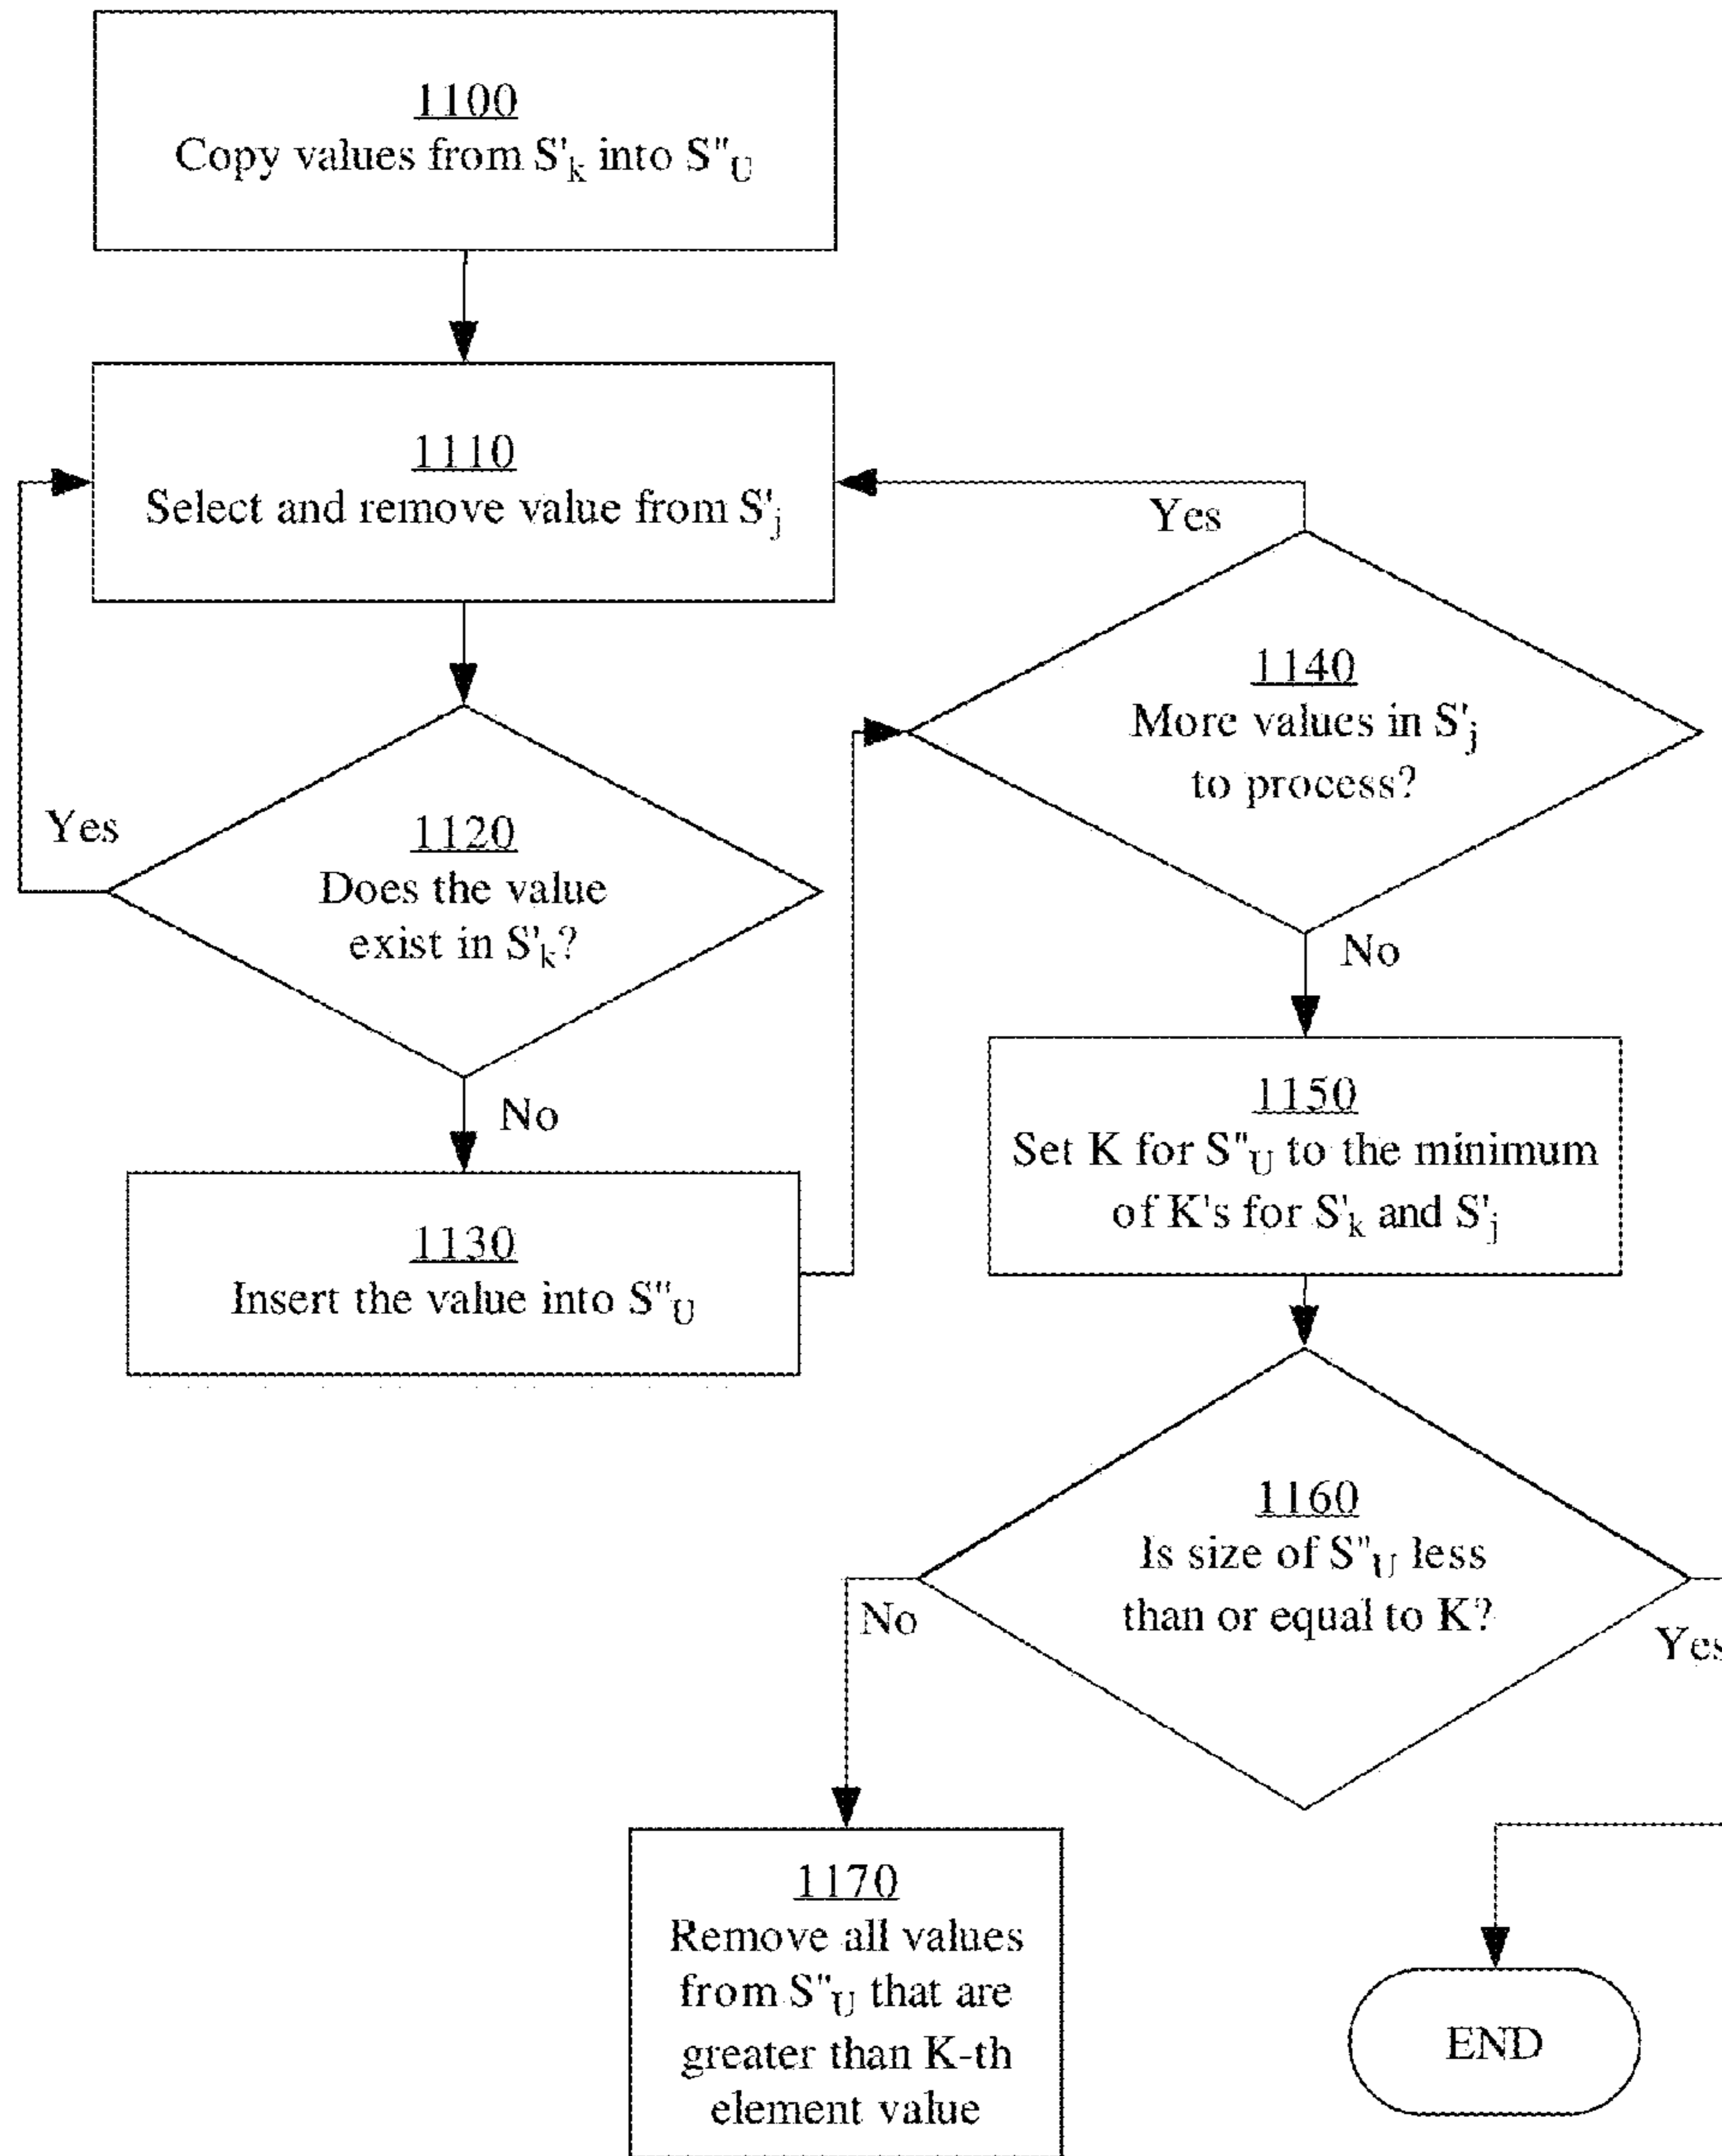 1100
Copy values from S'k into S"U
1110
Select and remove value from S'j
Yes
1140
More values in S'j
to process?
Yes
1120
Does the value
exist in S'k?
No
No
1150
Set K for S"U to the minimum
of K's for S'k and S'j
1130
Insert the value into S"U
1160
Is size of S"U less
than or equal to K?
No
Yes
1170
Remove all values
from S"U that are
greater than K-th
element value
END